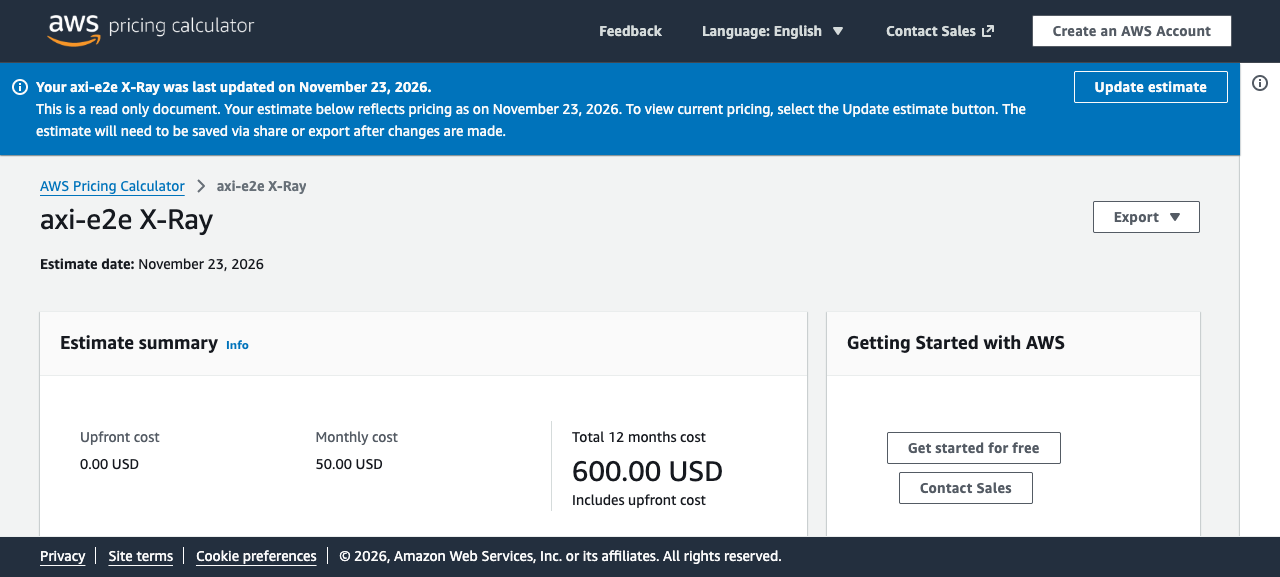 aws pricing calculator
Feedback
Language: English
Contact Sales
Create an AWS Account
Your axi-e2e X-Ray was last updated on November 23, 2026.
This is a read only document. Your estimate below reflects pricing as on November 23, 2026. To view current pricing, select the Update estimate button. The
estimate will need to be saved via share or export after changes are made.
Update estimate
AWS Pricing Calculator
axi-e2e X-Ray
axi-e2e X-Ray
Export
Estimate date: November 23, 2026
Estimate summary Info
Upfront cost
0.00 USD
Monthly cost
50.00 USD
Total 12 months cost
600.00 USD
Includes upfront cost
Getting Started with AWS
Get started for free
Contact Sales
Privacy
Site terms
Cookie preferences
© 2026, Amazon Web Services, Inc. or its affiliates. All rights reserved.